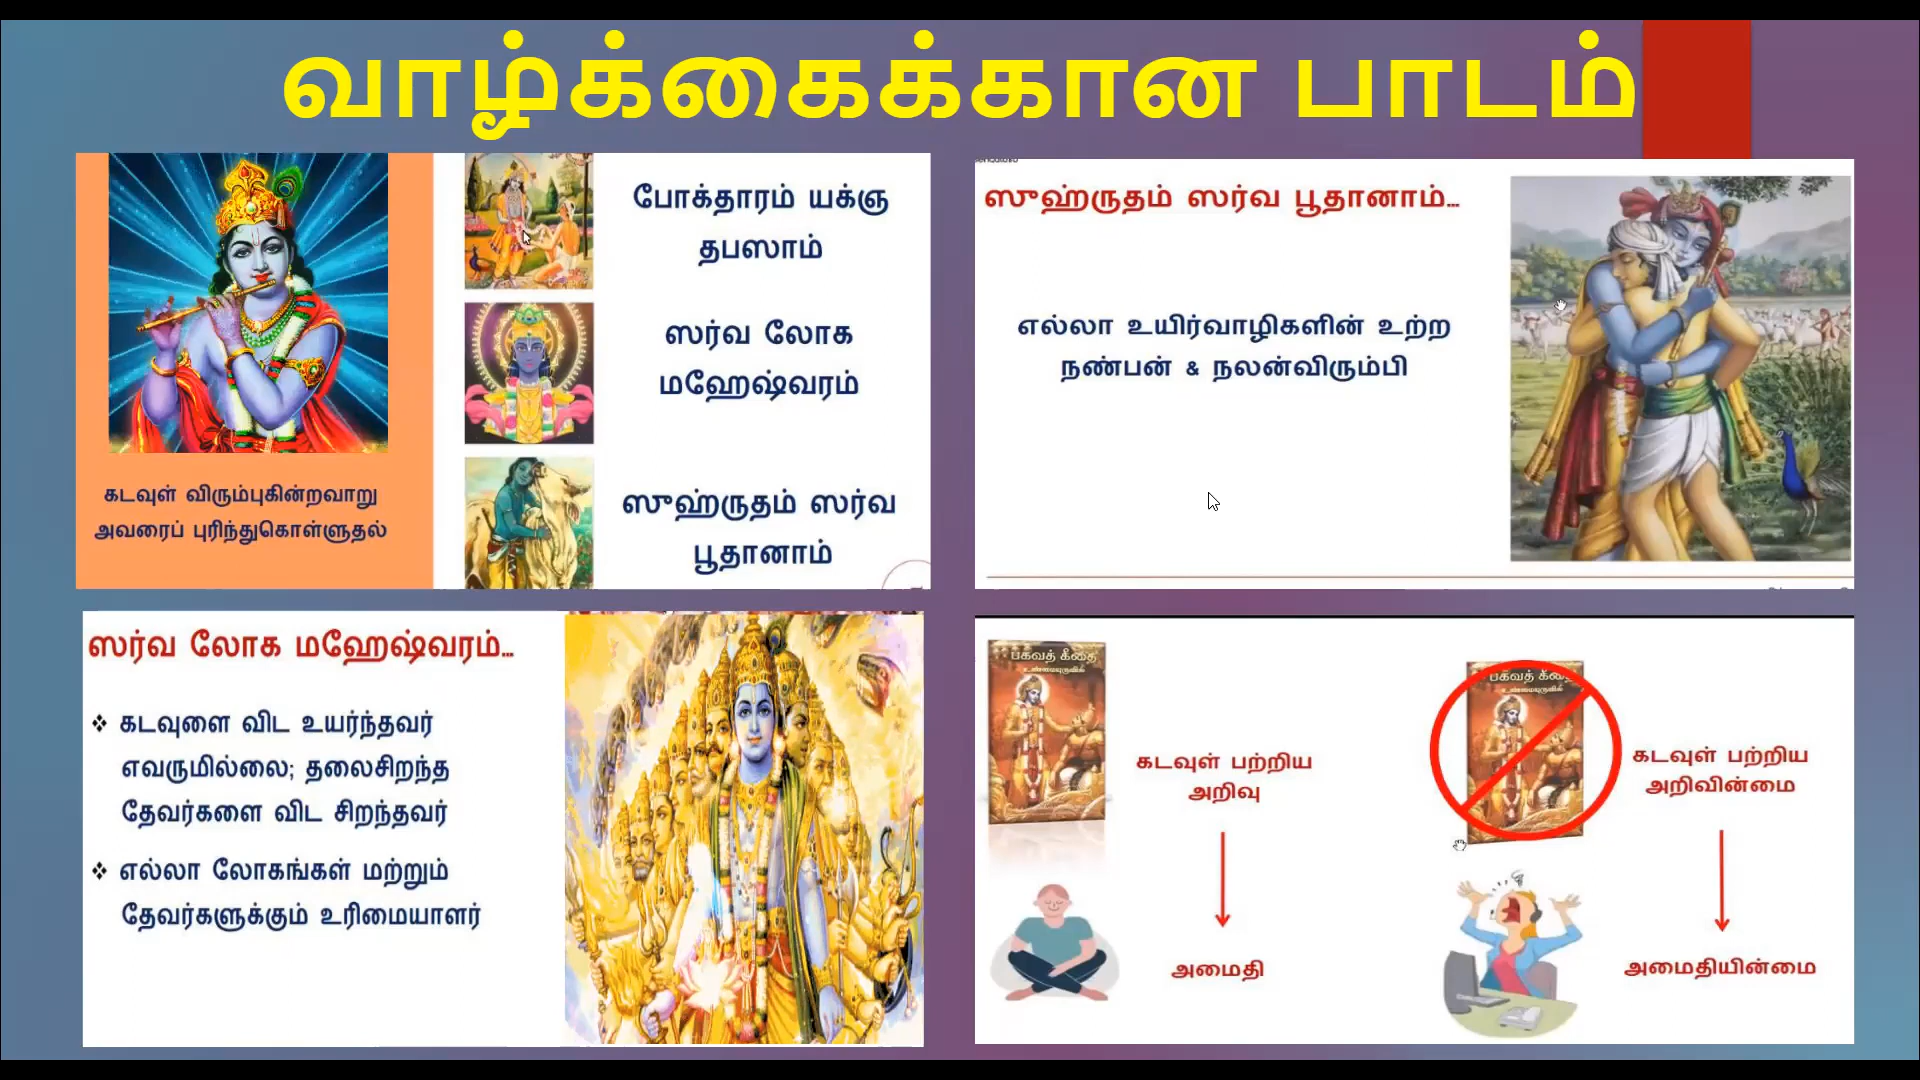 வாழ்க்கைக்கான பாடம்
போக்தாரம் யக்ஞ
தபஸாம்
ஸர்வ லோக
மஹேஷ்வரம்
ஸுஹ்ருதம் ஸர்வ
பூதானாம்
கடவுள் விரும்புகின்றவாறு
அவரைப் புரிந்துகொள்ளுதல்
ஸுஹ்ருதம் ஸர்வ பூதானாம்...
எல்லா உயிர்வாழிகளின் உற்ற
நண்பன் & நலன்விரும்பி
ஸர்வ லோக மஹேஷ்வரம்...
❖ கடவுளை விட உயர்ந்தவர்
எவருமில்லை; தலைசிறந்த
தேவர்களை விட சிறந்தவர்
❖ எல்லா லோகங்கள் மற்றும்
தேவர்களுக்கும் உரிமையாளர்
பகவத் கீதை
உண்மையுருவில்
கடவுள் பற்றிய
அறிவு
அமைதி
பகவத் கீதை
உண்மையுருவில்
கடவுள் பற்றிய
அறிவின்மை
அமைதியின்மை